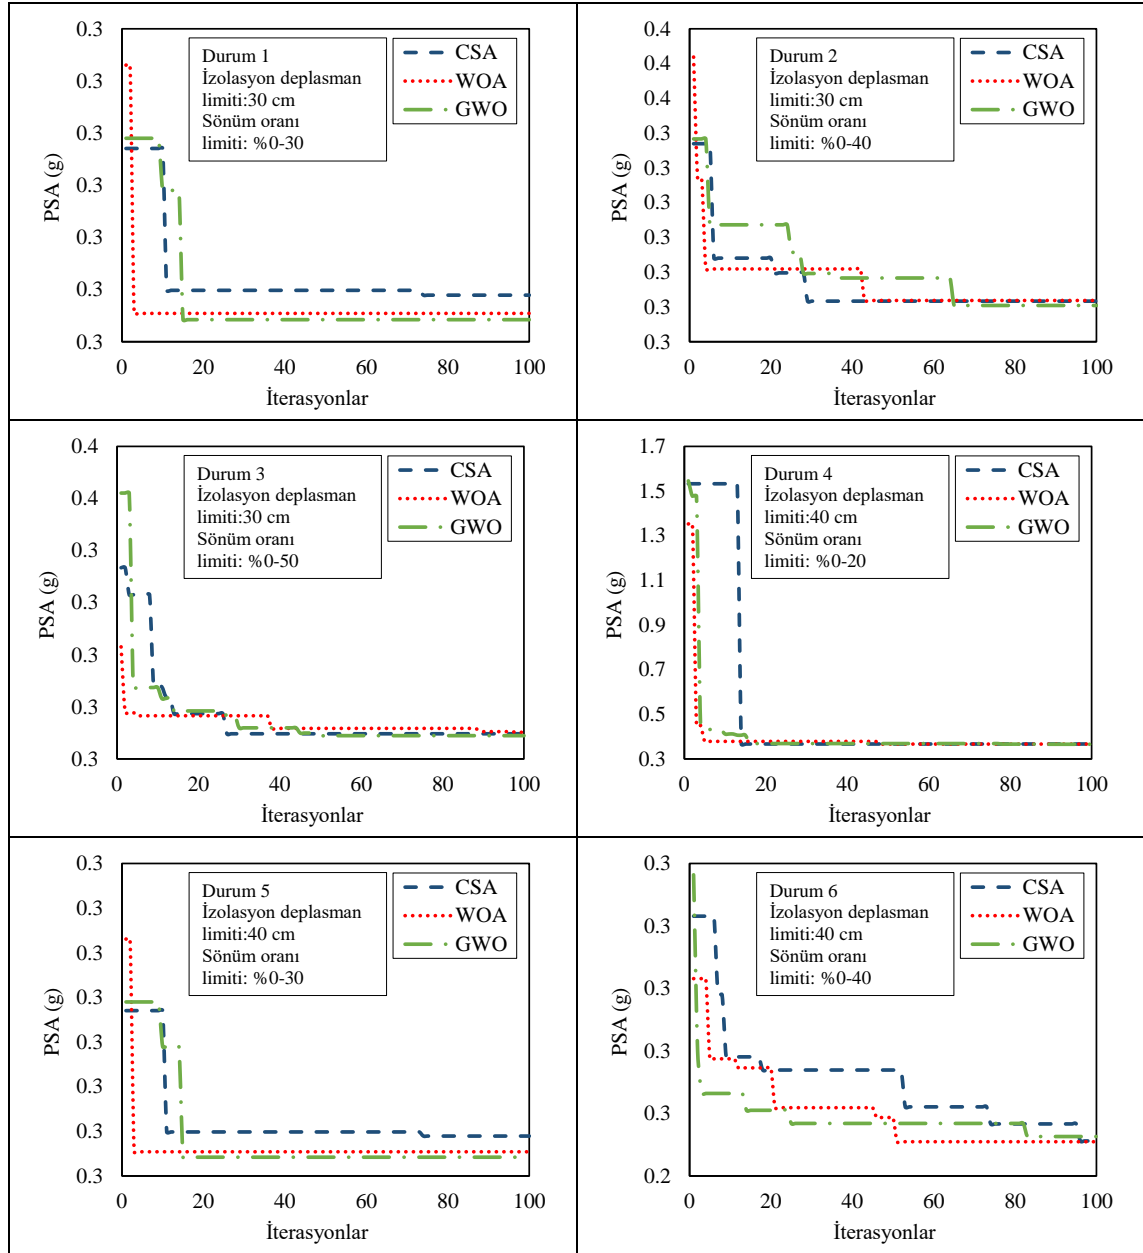 0.3
0.3
0.3
0.3
0.3
0.3
0.3
PSA (g)
Durum 1
İzolasyon deplasman
limiti:30 cm
Sönüm oranı
limiti: %0-30
CSA
WOA
GWO
0 20 40 60 80 100
İterasyonlar
0.4
0.4
0.4
0.3
0.3
0.3
0.3
0.3
0.3
0.3
PSA (g)
Durum 2
İzolasyon deplasman
limiti:30 cm
Sönüm oranı
limiti: %0-40
CSA
WOA
GWO
0 20 40 60 80 100
İterasyonlar
0.4
0.4
0.3
0.3
0.3
0.3
0.3
PSA (g)
Durum 3
İzolasyon deplasman
limiti:30 cm
Sönüm oranı
limiti: %0-50
CSA
WOA
GWO
0 20 40 60 80 100
İterasyonlar
1.7
1.5
1.3
1.1
0.9
0.7
0.5
0.3
PSA (g)
Durum 4
İzolasyon deplasman
limiti:40 cm
Sönüm oranı
limiti: %0-20
CSA
WOA
GWO
0 20 40 60 80 100
İterasyonlar
0.3
0.3
0.3
0.3
0.3
0.3
0.3
0.3
PSA (g)
Durum 5
İzolasyon deplasman
limiti:40 cm
Sönüm oranı
limiti: %0-30
CSA
WOA
GWO
0 20 40 60 80 100
İterasyonlar
0.3
0.3
0.3
0.3
0.3
0.2
PSA (g)
Durum 6
İzolasyon deplasman
limiti:40 cm
Sönüm oranı
limiti: %0-40
CSA
WOA
GWO
0 20 40 60 80 100
İterasyonlar